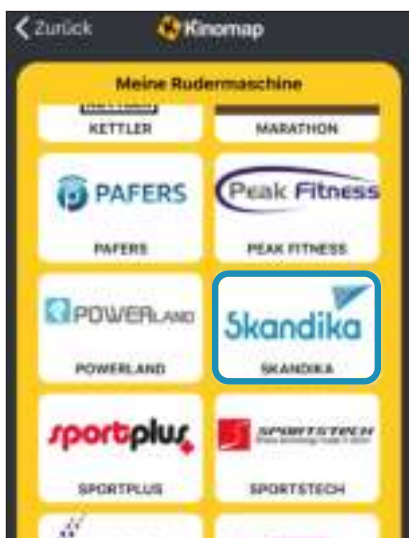 Zurück
Kinomap
Meine Rudermaschine
KETTLER MARATHON
PAFERS Peak Fitness
PAFERS PEAK FITNESS
POWERLAND Skandika
POWERLAND SKANDIKA
sportplus SPORTSTECH
SPORTPLUS SPORTSTECH